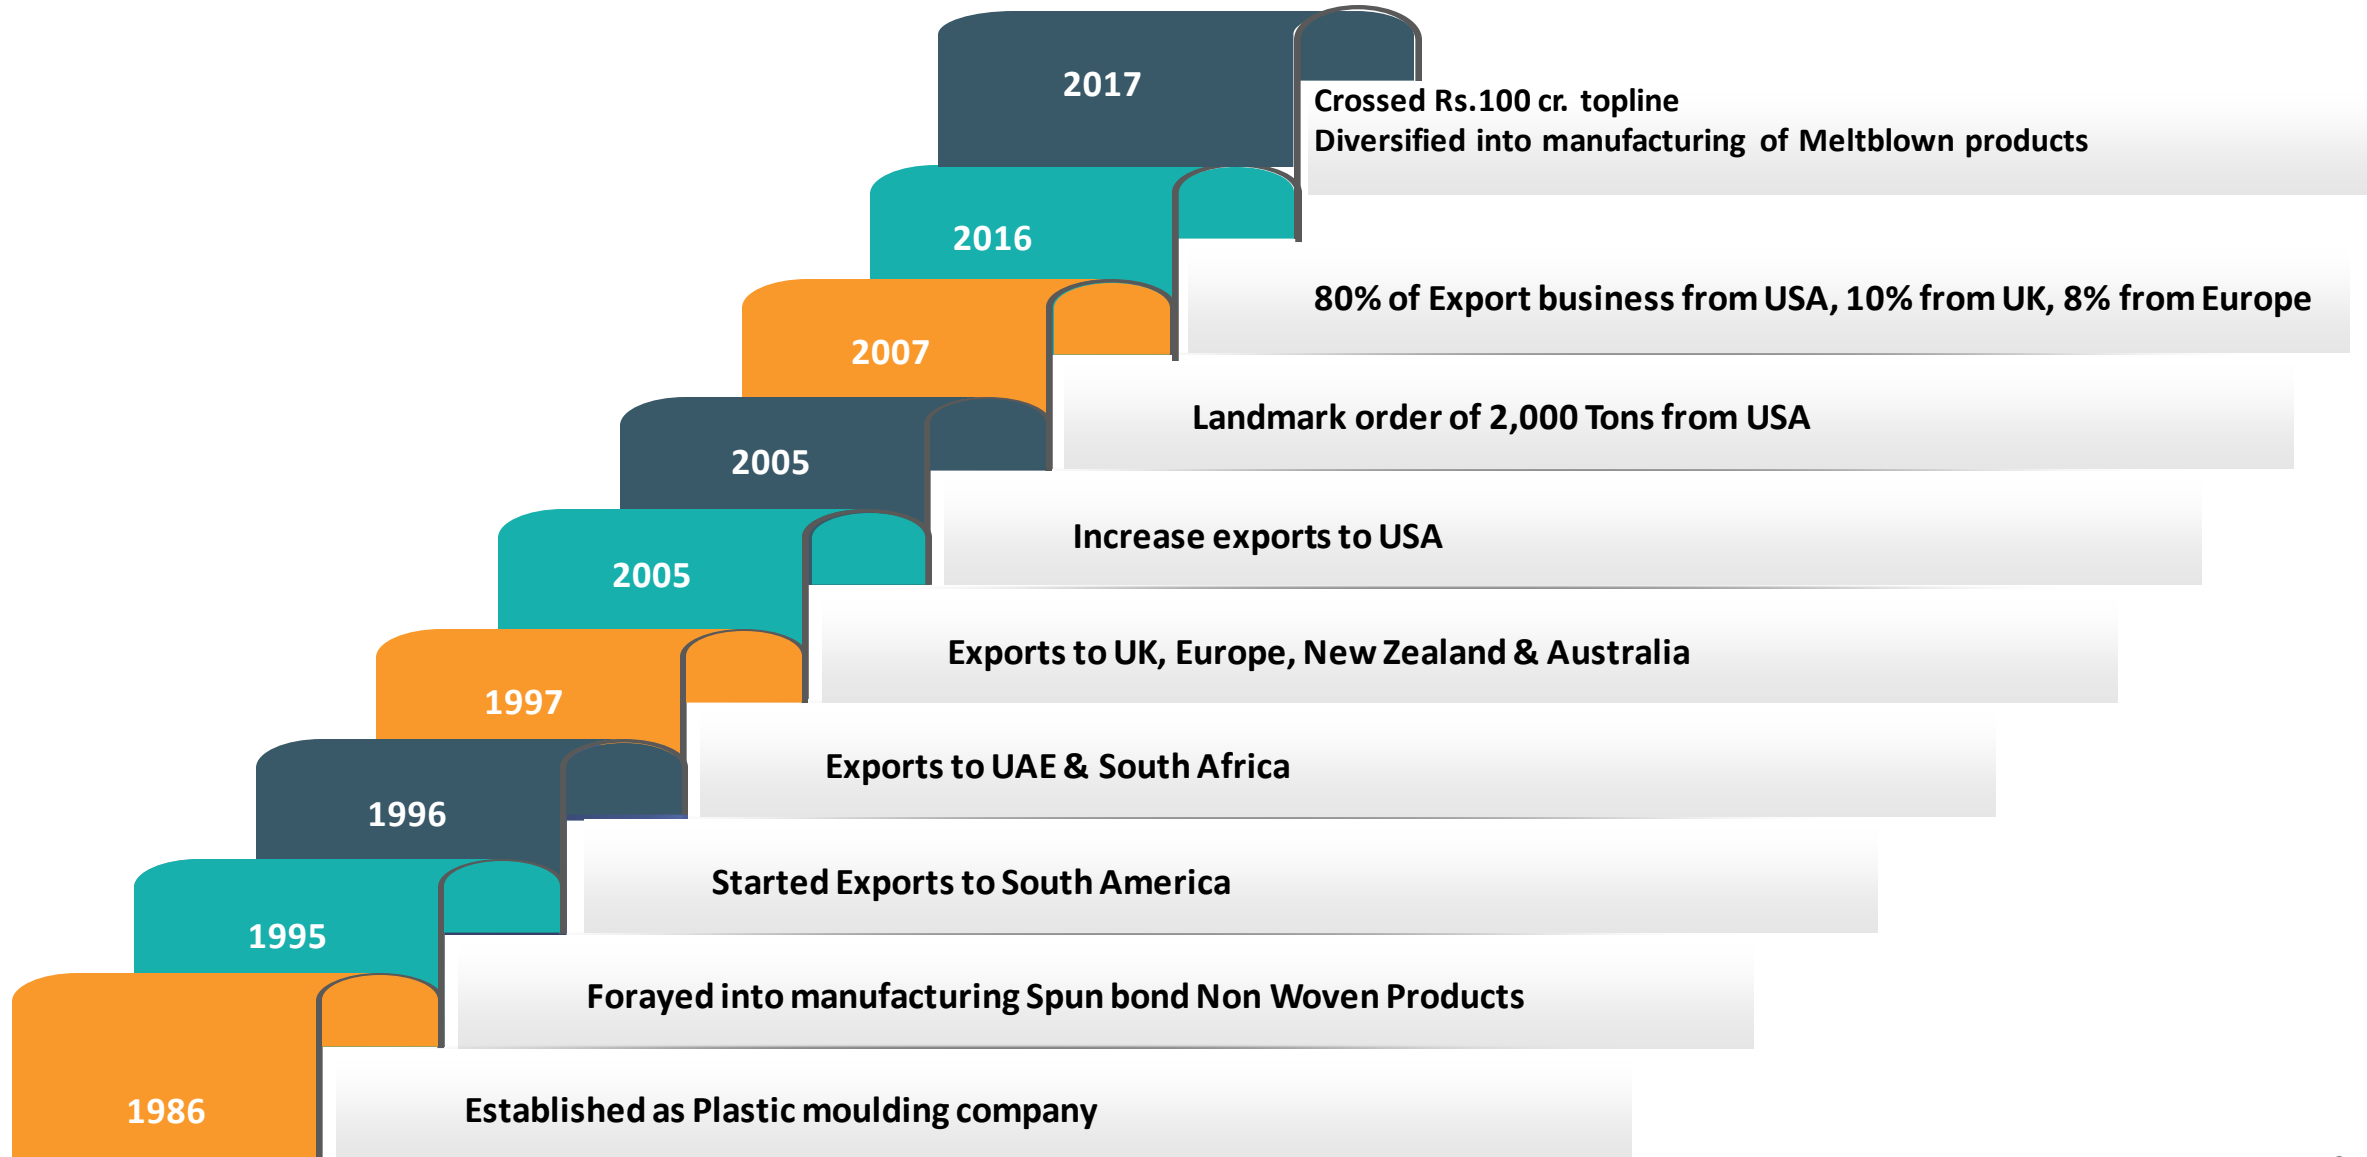 2017
Crossed Rs.100 cr. topline
Diversified into manufacturing of Meltblown products
2016
80% of Export business from USA, 10% from UK, 8% from Europe
2007
Landmark order of 2,000 Tons from USA
2005
Increase exports to USA
2005
Exports to UK, Europe, New Zealand & Australia
1997
Exports to UAE & South Africa
1996
Started Exports to South America
1995
Forayed into manufacturing Spun bond Non Woven Products
1986
Established as Plastic moulding company